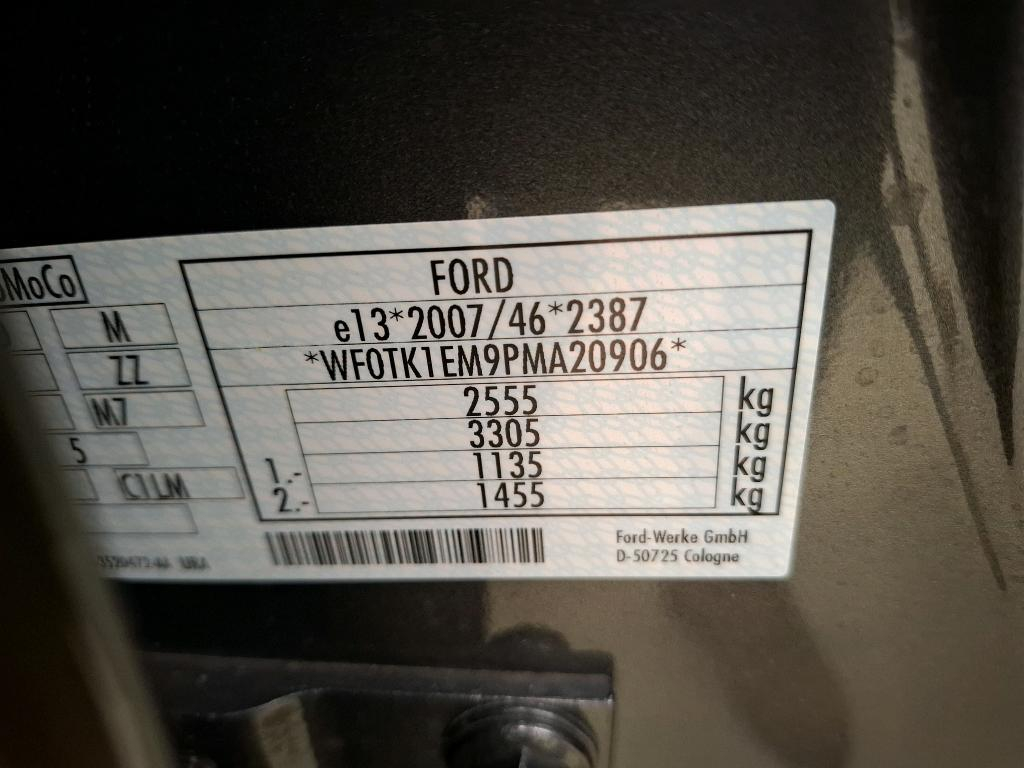 MoCo
FORD
M
e13*2007/46*2387
ZZ
*WF0TK1EM9PMA20906*
M7
2555 kg
5
3305 kg
1.- 1135 kg
C1LM
2.- 1455 kg
Ford-Werke GmbH
D-50725 Cologne